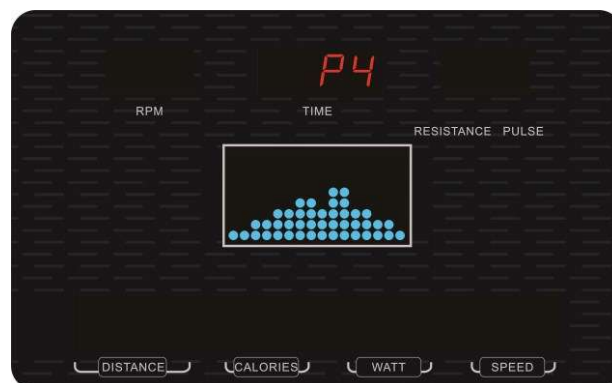 P4
RPM TIME
RESISTANCE PULSE
DISTANCE CALORIES WATT SPEED